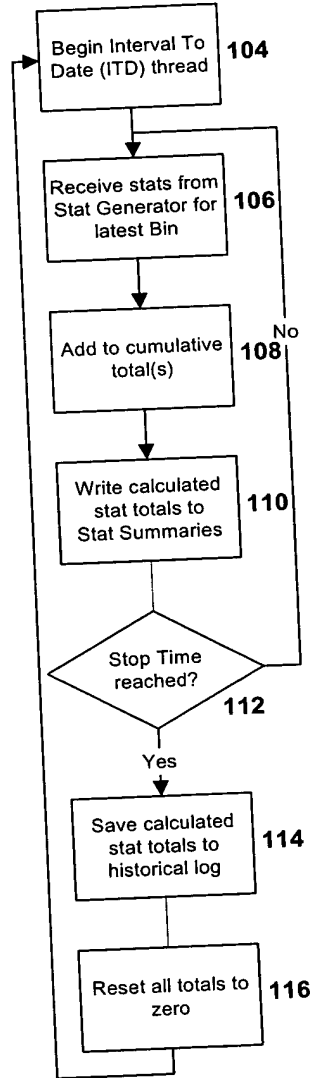 Begin Interval To
Date (ITD) thread
104
Receive stats from
Stat Generator for
latest Bin
106
Add to cumulative
total(s)
108
No
Write calculated
stat totals to
Stat Summaries
110
Stop Time
reached?
112
Yes
Save calculated
stat totals to
historical log
114
Reset all totals to
zero
116